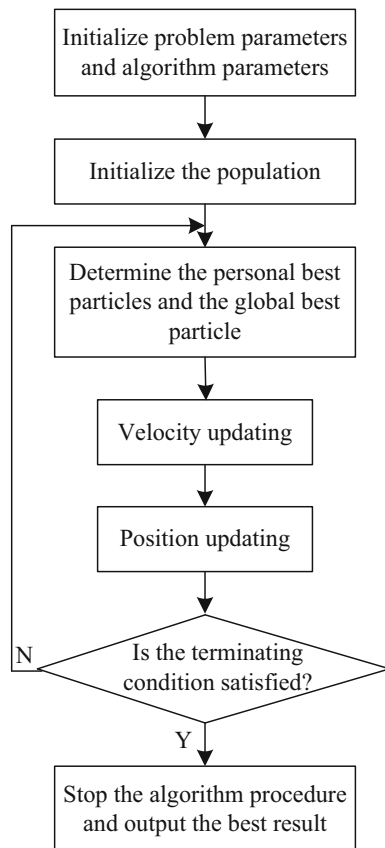 Initialize problem parameters
and algorithm parameters
Initialize the population
Determine the personal best
particles and the global best
particle
Velocity updating
Position updating
Is the terminating
condition satisfied?
N
Y
Stop the algorithm procedure
and output the best result